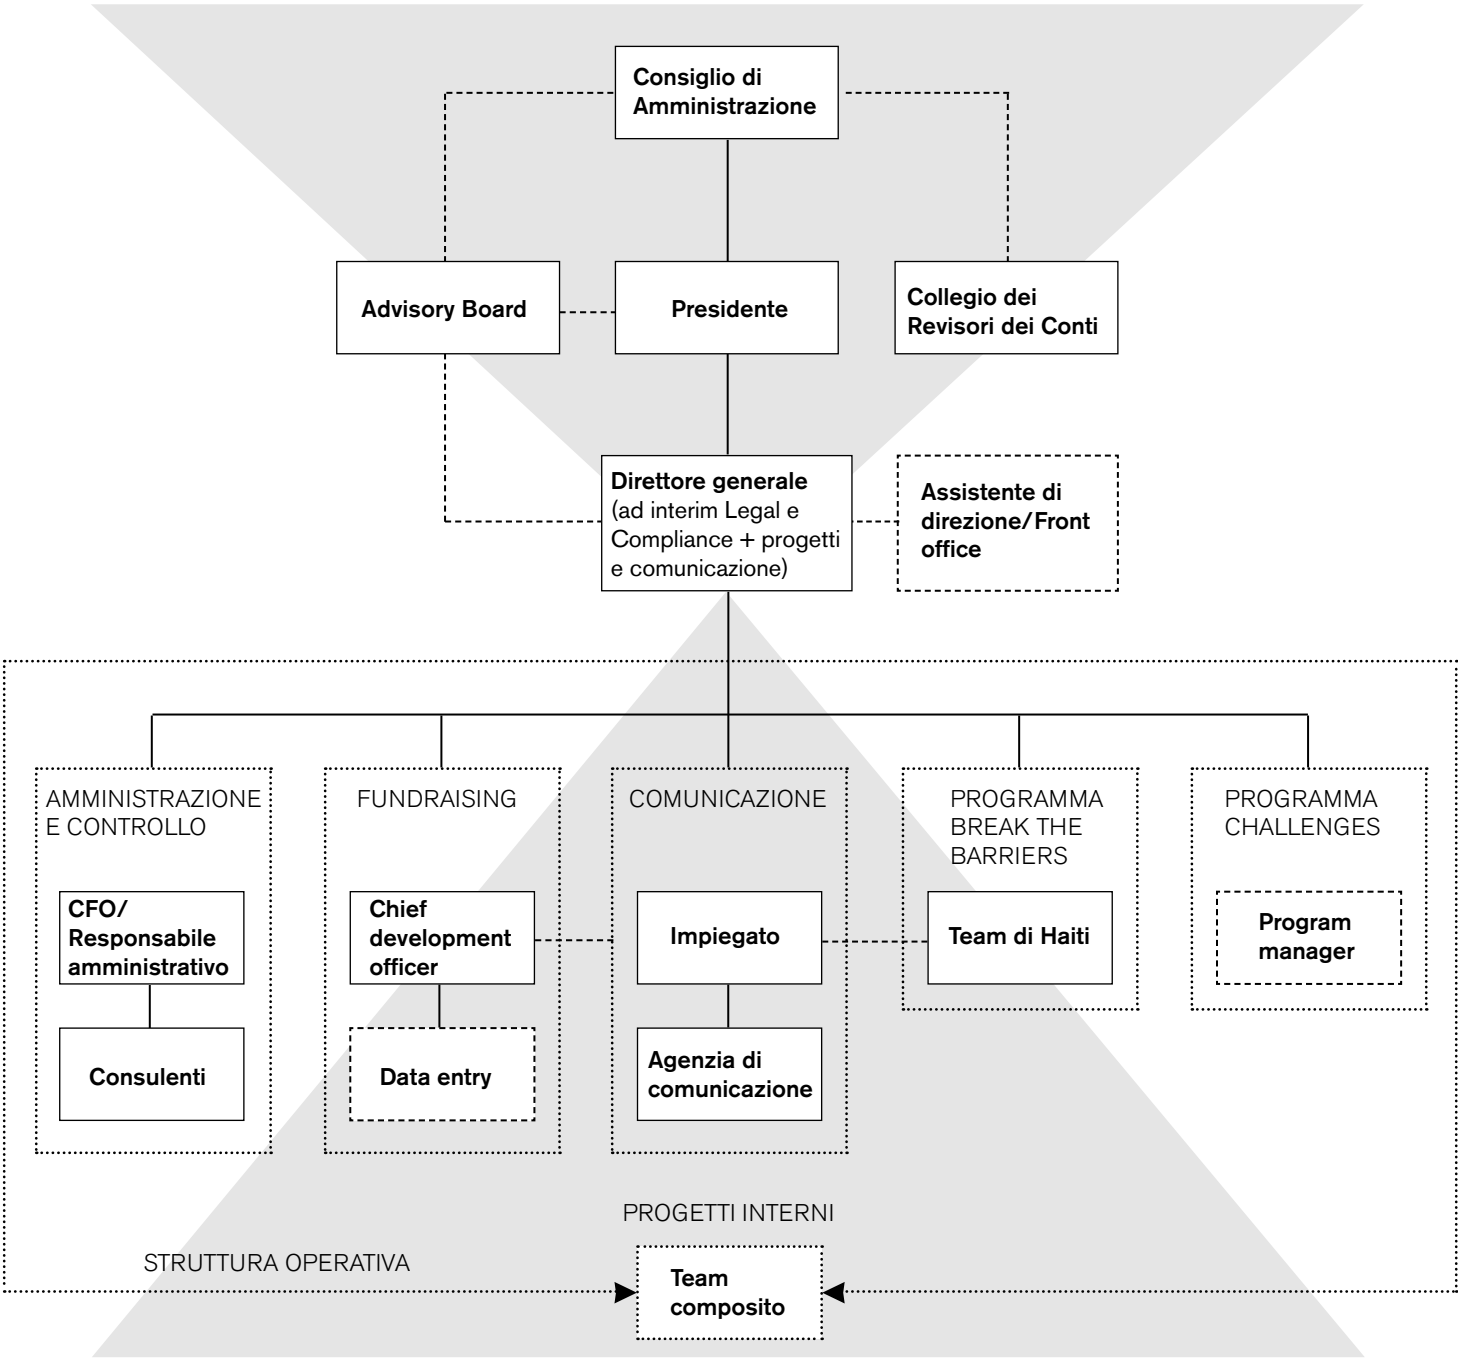 Consiglio di
Amministrazione
Advisory Board
Presidente
Collegio dei
Revisori dei Conti
Direttore generale
(ad interim Legal e
Compliance + progetti
e comunicazione)
Assistente di
direzione/Front
office
AMMINISTRAZIONE
E CONTROLLO
CFO/
Responsabile
amministrativo
Consulenti
FUNDRAISING
Chief
development
officer
Data entry
COMUNICAZIONE
Impiegato
Agenzia di
comunicazione
PROGRAMMA
BREAK THE
BARRIERS
Team di Haiti
PROGRAMMA
CHALLENGES
Program
manager
PROGETTI INTERNI
STRUTTURA OPERATIVA
Team
composito